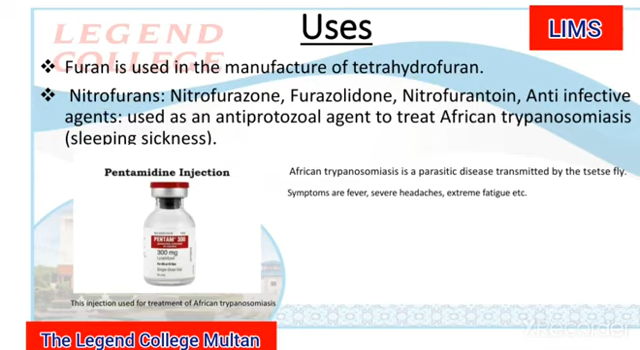 Uses
LIMS
LEGEND
COLLEGE
❖ Furan is used in the manufacture of tetrahydrofuran.
❖ Nitrofurans: Nitrofurazone, Furazolidone, Nitrofurantoin, Anti infective
agents: used as an antiprotozoal agent to treat African trypanosomiasis
(sleeping sickness).
Pentamidine Injection
PENTAM 300
300 mg
African trypanosomiasis is a parasitic disease transmitted by the tsetse fly.
Symptoms are fever, severe headaches, extreme fatigue etc.
This injection used for treatment of African trypanosomiasis
The Legend College Multan
XRecorder